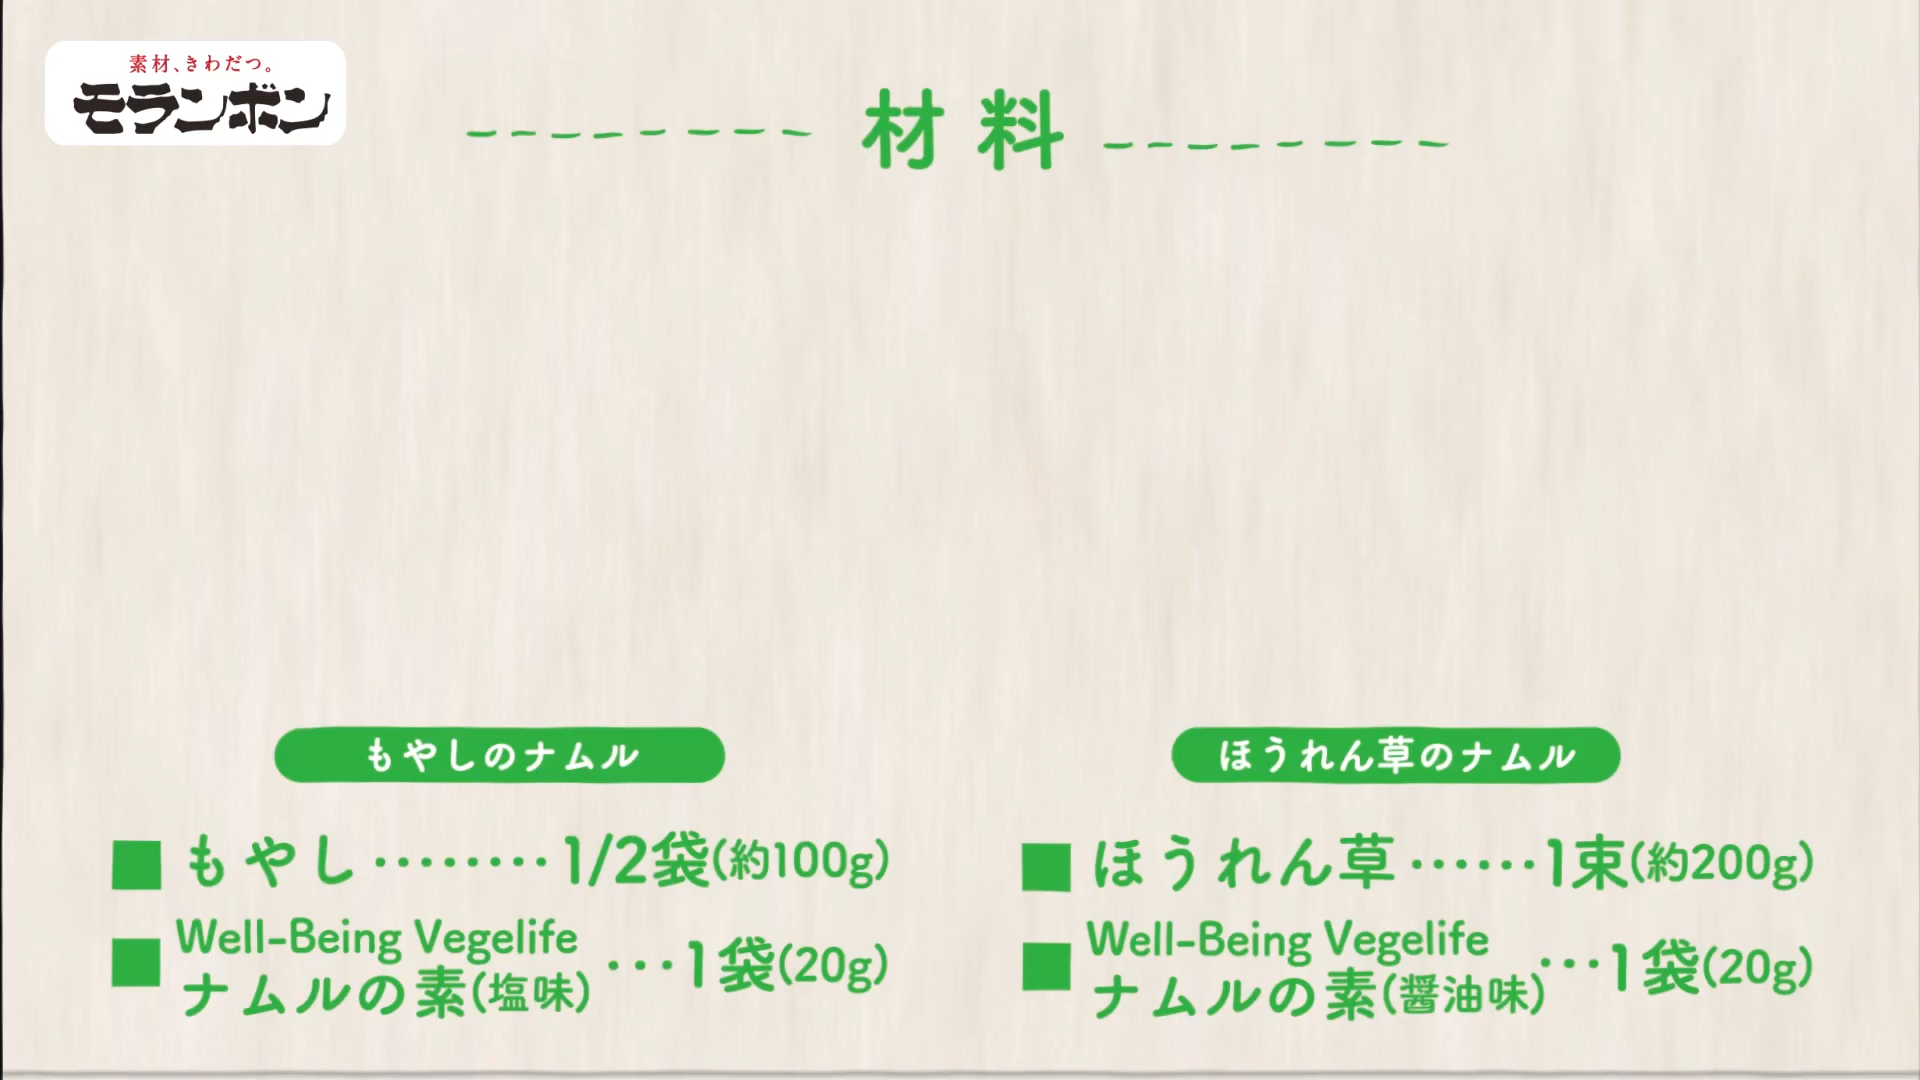 素材、きわだつ。
モランボン
材料
もやしのナムル
■ もやし・・・・・・・・1/2袋(約100g)
■ Well-Being Vegelife
ナムルの素(塩味)・・・1袋(20g)
ほうれん草のナムル
■ ほうれん草・・・・・・1束(約200g)
■ Well-Being Vegelife
ナムルの素(醤油味)・・・1袋(20g)